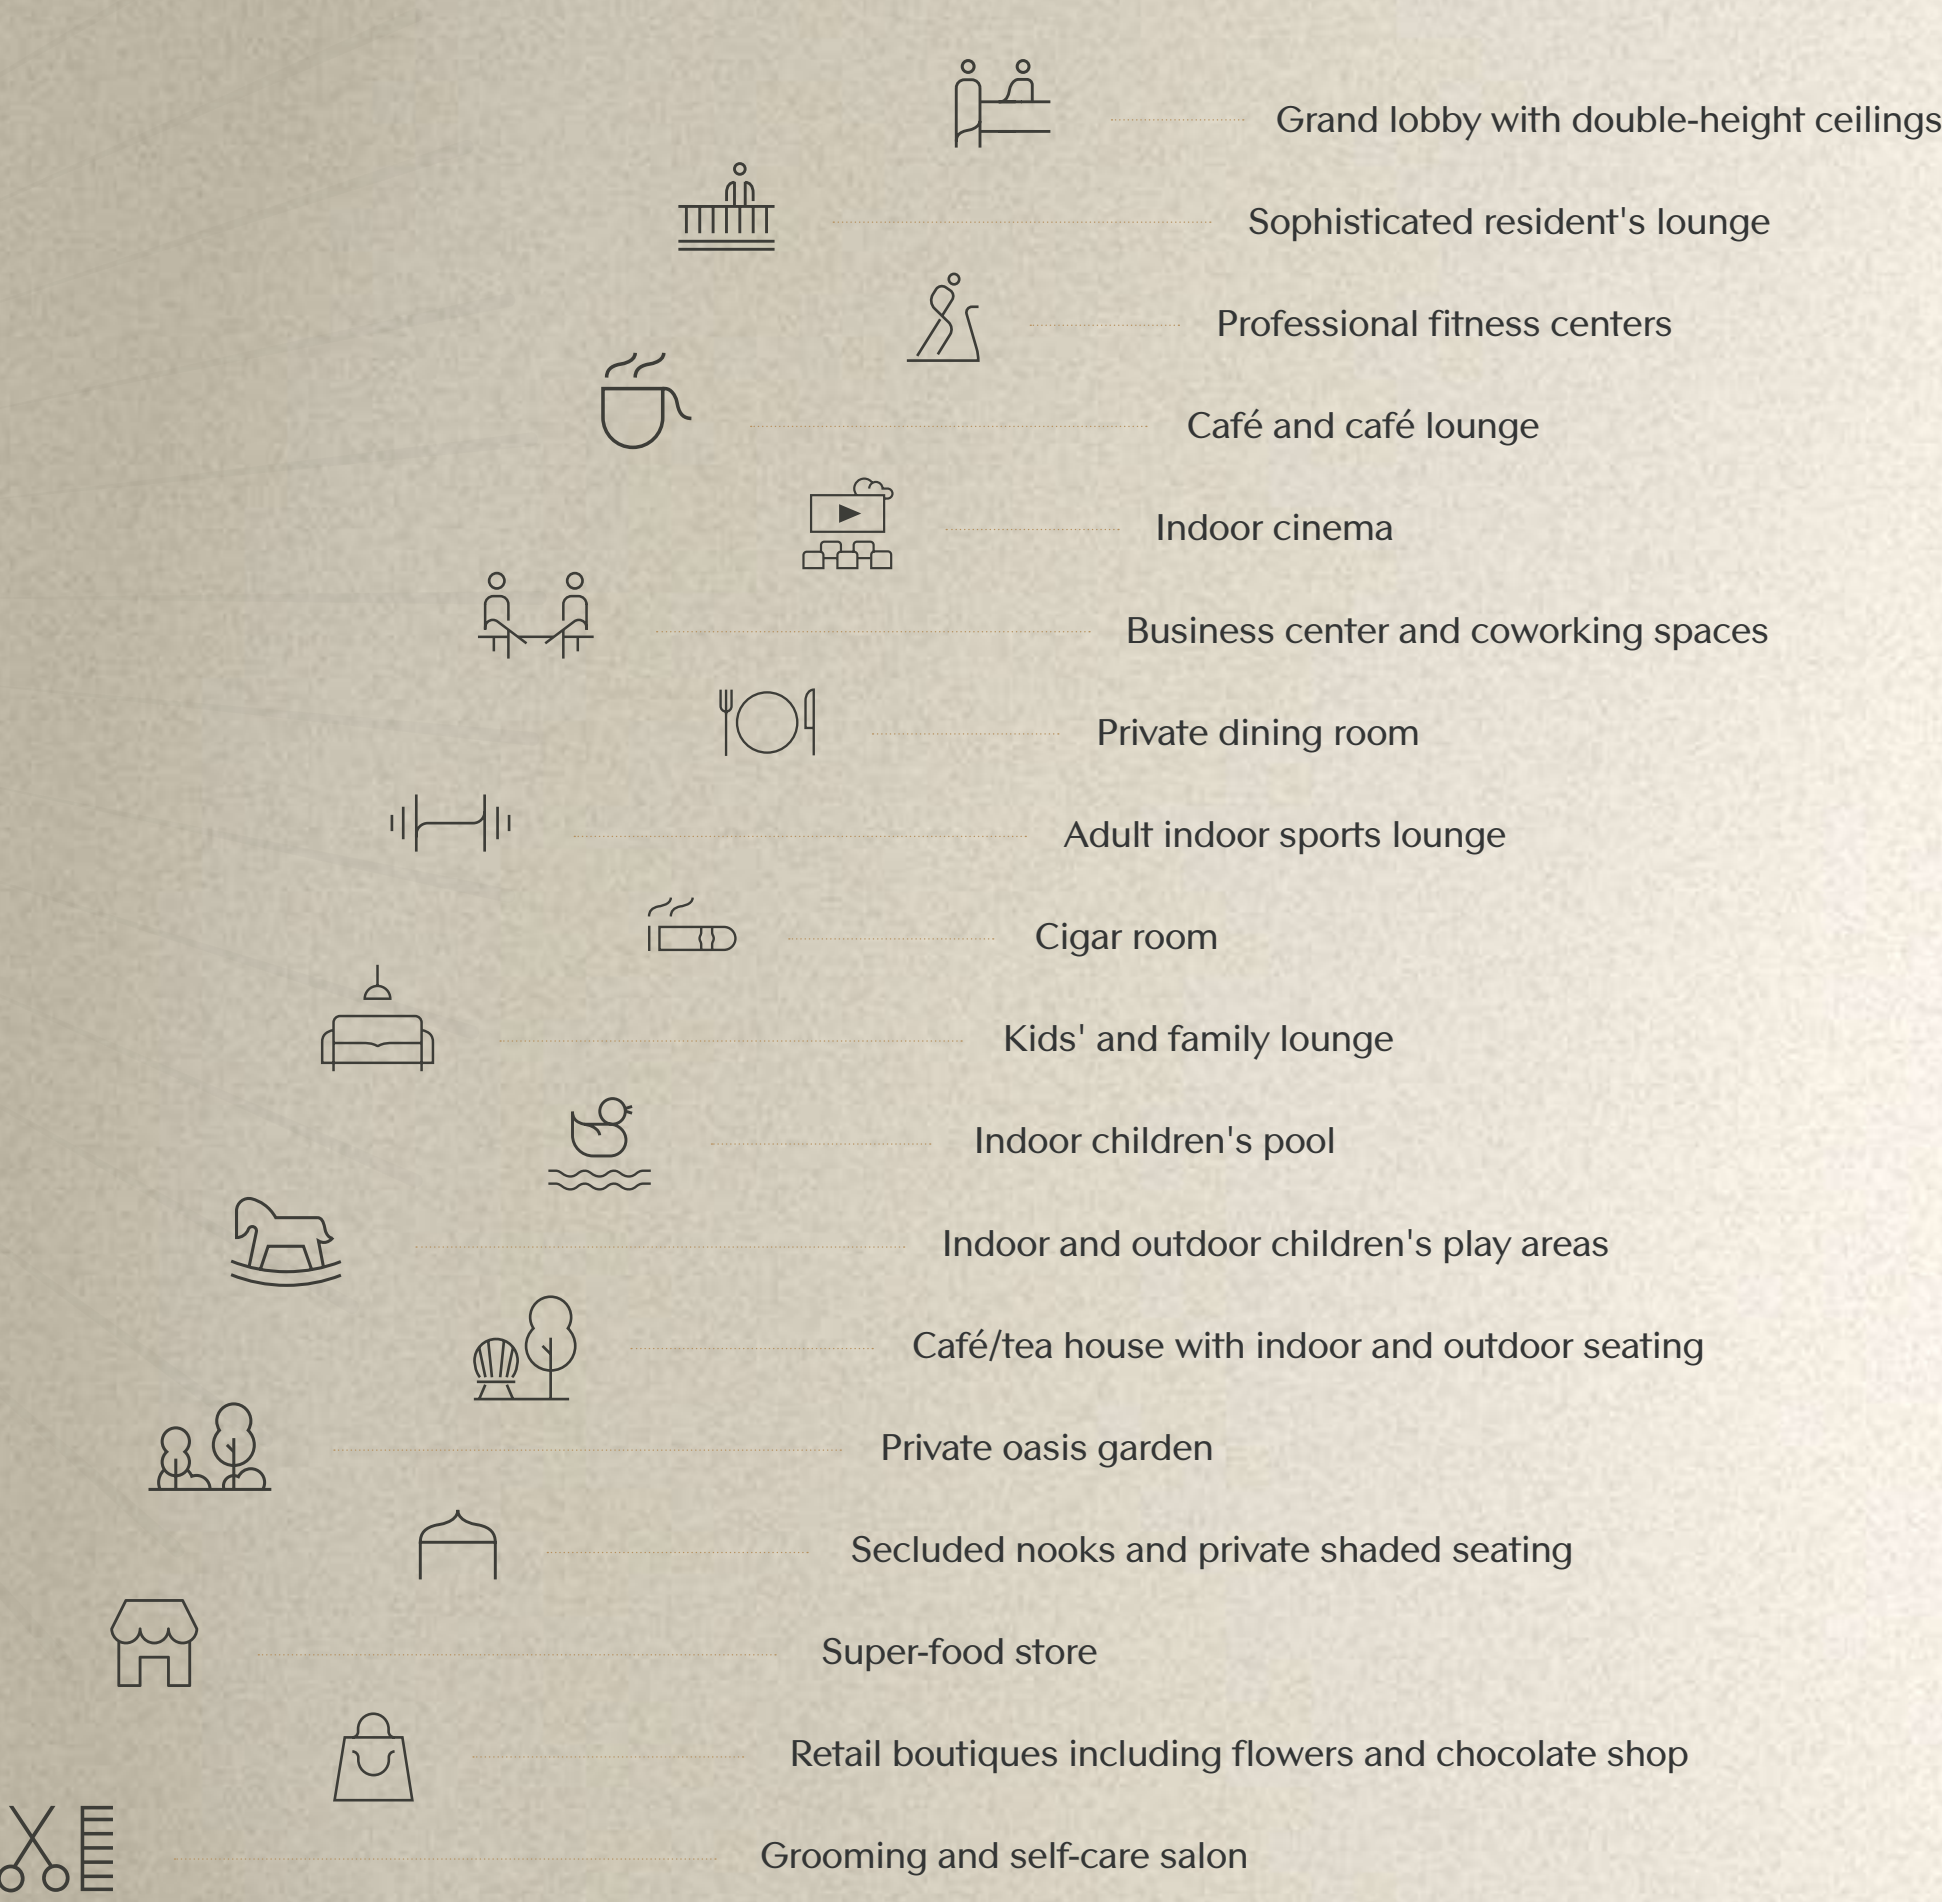 Grand lobby with double-height ceilings
Sophisticated resident's lounge
Professional fitness centers
Café and café lounge
Indoor cinema
Business center and coworking spaces
Private dining room
Adult indoor sports lounge
Cigar room
Kids' and family lounge
Indoor children's pool
Indoor and outdoor children's play areas
Café/tea house with indoor and outdoor seating
Private oasis garden
Secluded nooks and private shaded seating
Super-food store
Retail boutiques including flowers and chocolate shop
Grooming and self-care salon